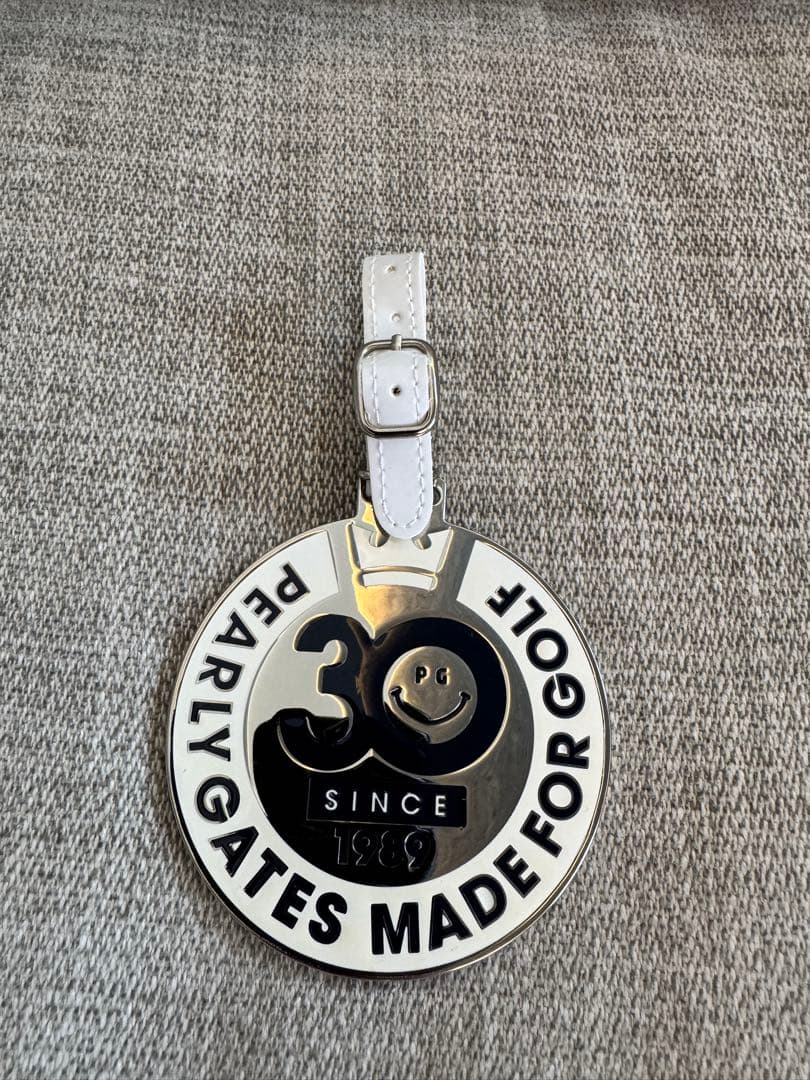 PEARLY GATES MADE FOR GOLF
30
PG
SINCE
1989